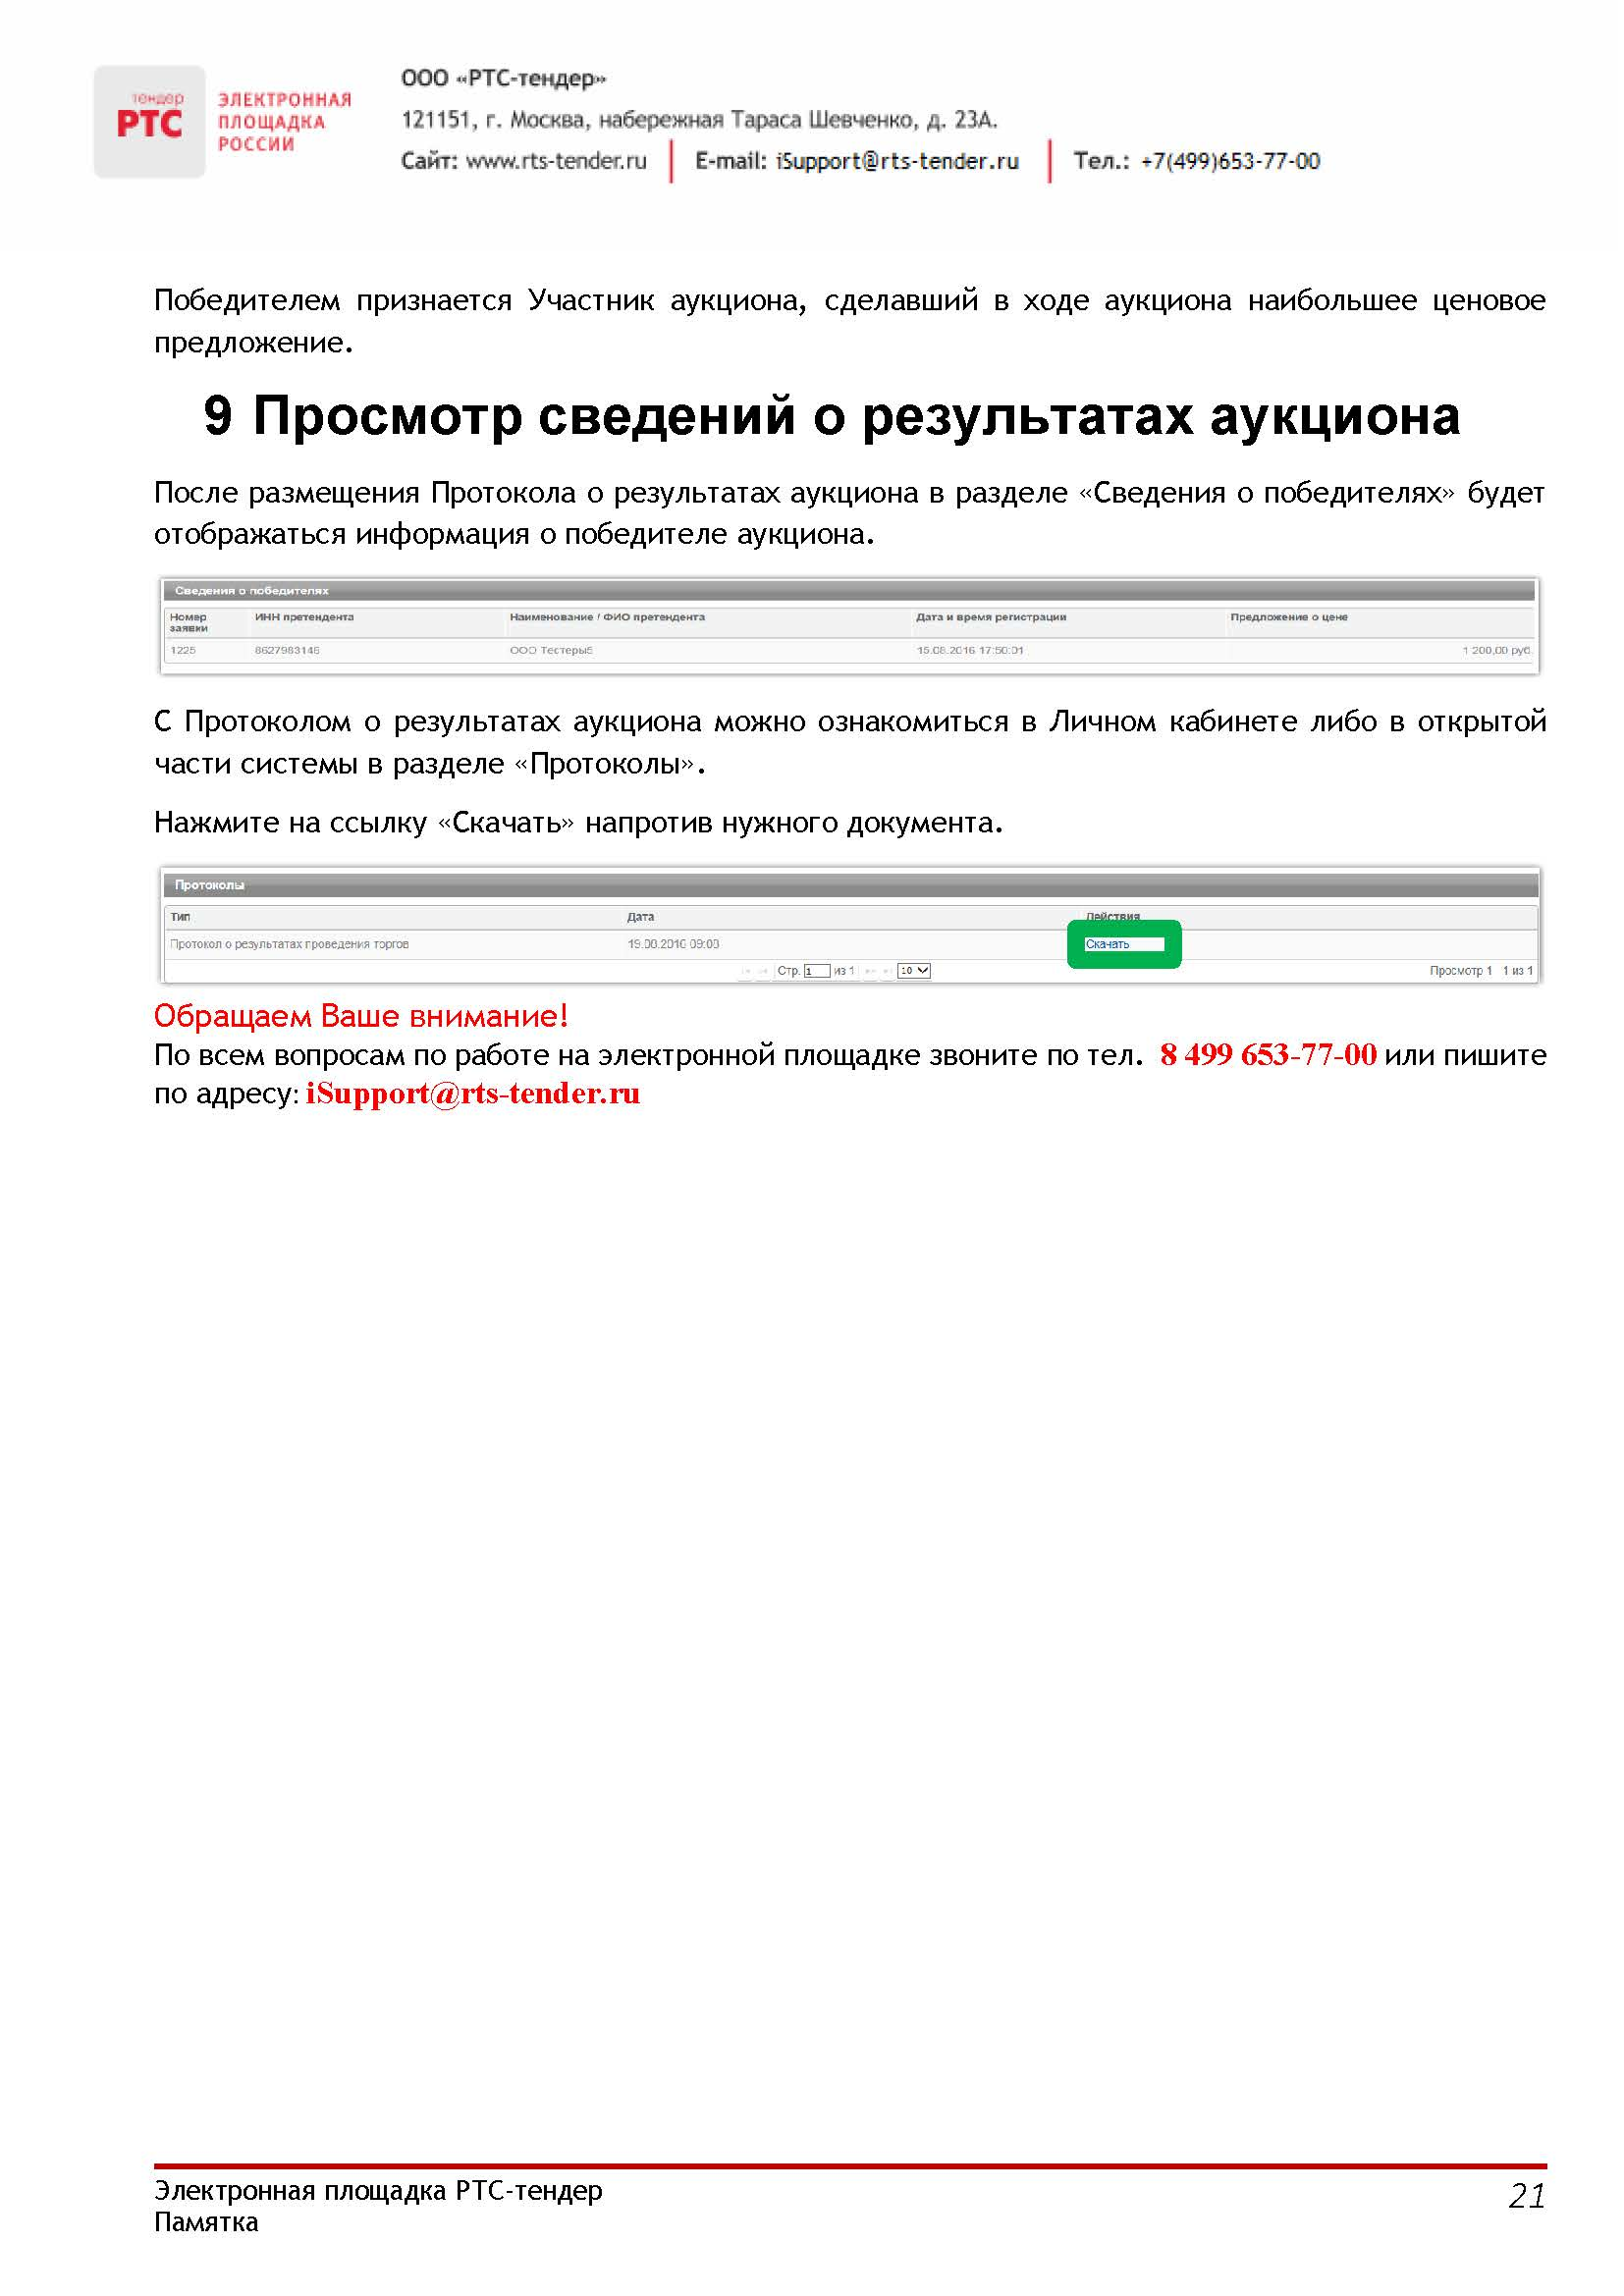 тендер
РТС
ЭЛЕКТРОННАЯ
ПЛОЩАДКА
РОССИИ
ООО «РТС-тендер»
121151, г. Москва, набережная Тараса Шевченко, д. 23А.
Сайт: www.rts-tender.ru E-mail: iSupport@rts-tender.ru Тел.: +7(499)653-77-00
Победителем признается Участник аукциона, сделавший в ходе аукциона наибольшее ценовое
предложение.
9 Просмотр сведений о результатах аукциона
После размещения Протокола о результатах аукциона в разделе «Сведения о победителях» будет
отображаться информация о победителе аукциона.
Сведения о победителях
Номер заявки ИНН претендента Наименование / ФИО претендента Дата и время регистрации Предложение о цене
1225 8627983146 ООО Тестеры5 15.08.2016 17:50:01 1 200,00 руб.
С Протоколом о результатах аукциона можно ознакомиться в Личном кабинете либо в открытой
части системы в разделе «Протоколы».
Нажмите на ссылку «Скачать» напротив нужного документа.
Протоколы
Тип Дата Действия
Протокол о результатах проведения торгов 19.08.2016 09:08 Скачать
Стр. 1 из 1 10 Просмотр 1 1 из 1
Обращаем Ваше внимание!
По всем вопросам по работе на электронной площадке звоните по тел. 8 499 653-77-00 или пишите
по адресу: iSupport@rts-tender.ru
Электронная площадка РТС-тендер
Памятка
21